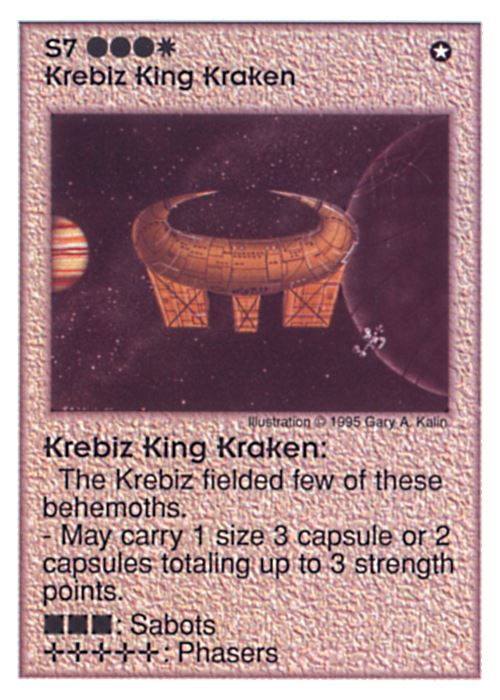 S7 ●●●✷
Krebiz King Kraken
Illustration © 1995 Gary A. Kalin
Krebiz King Kraken:
The Krebiz fielded few of these
behemoths.
- May carry 1 size 3 capsule or 2
capsules totaling up to 3 strength
points.
■■■: Sabots
✛✛✛✛✛: Phasers